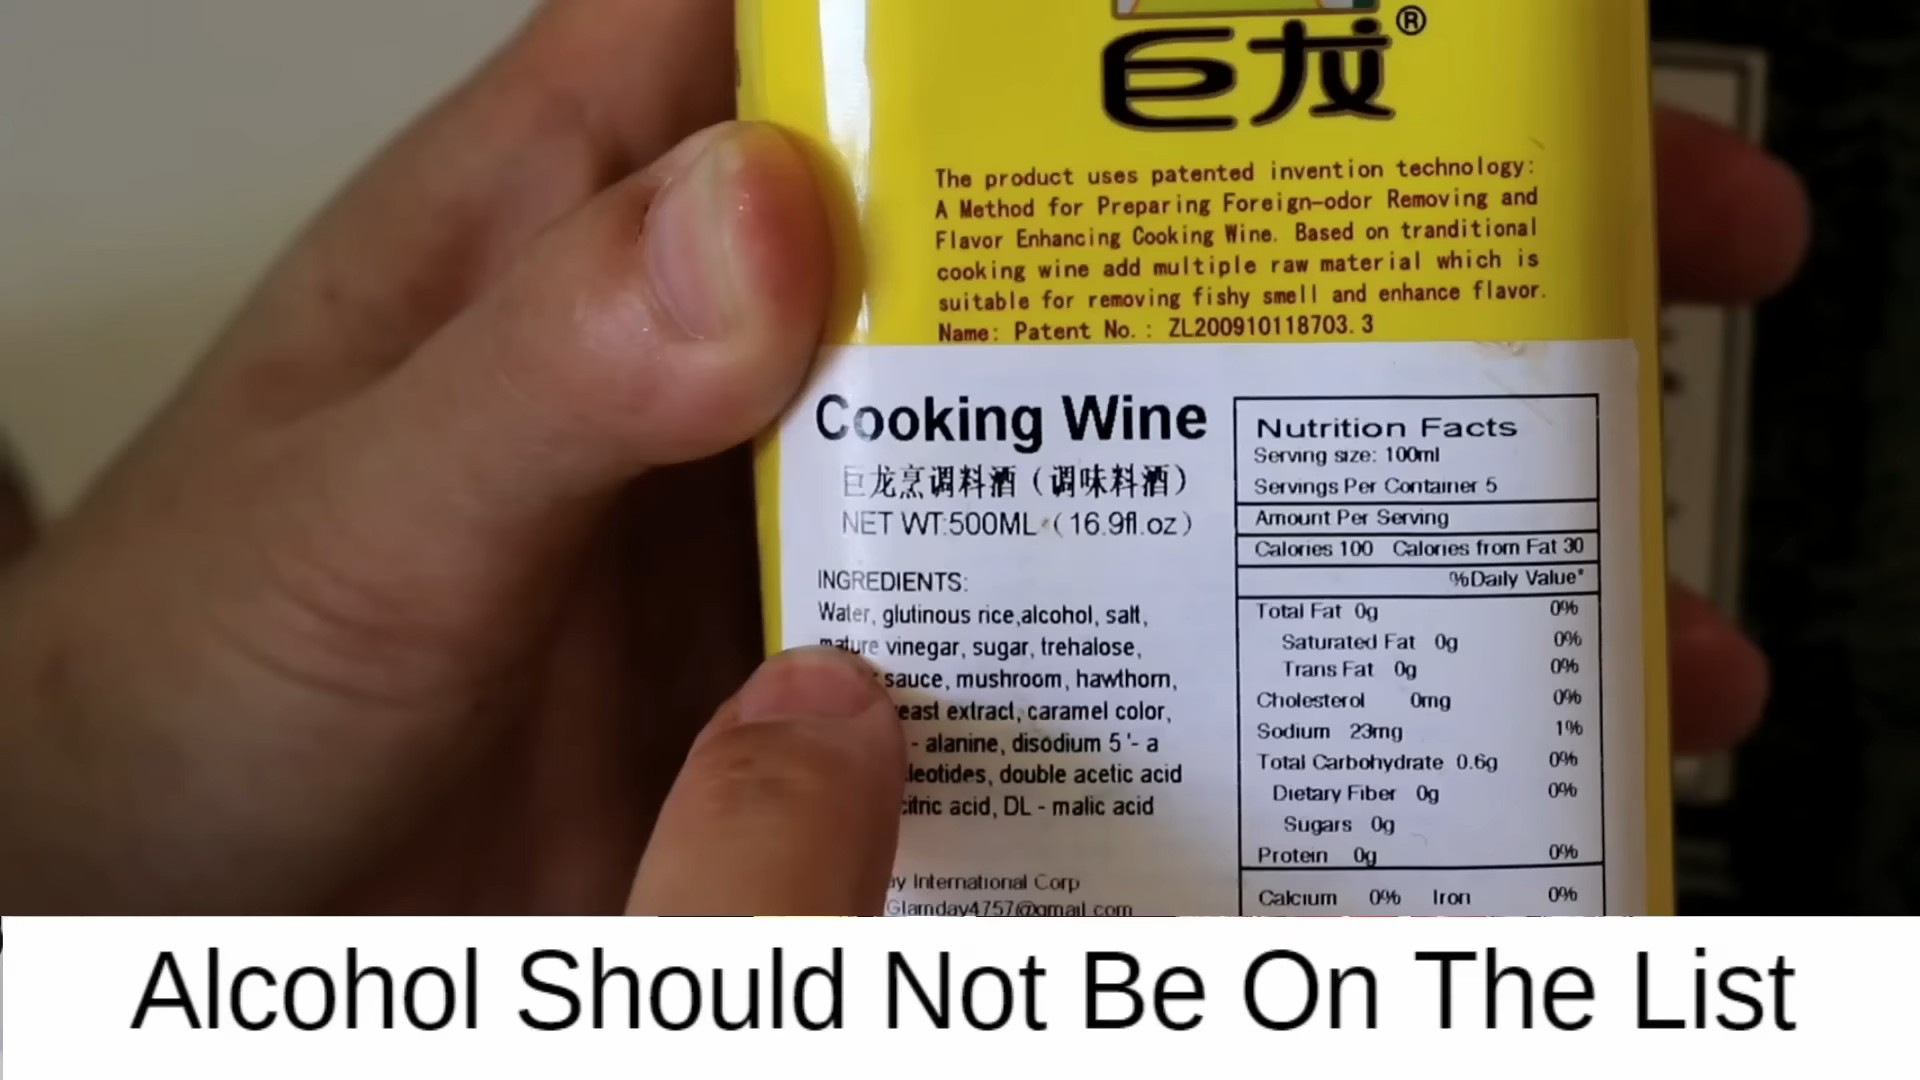 巨龙®
The product uses patented invention technology:
A Method for Preparing Foreign-odor Removing and
Flavor Enhancing Cooking Wine. Based on tranditional
cooking wine add multiple raw material which is
suitable for removing fishy smell and enhance flavor.
Name: Patent No.: ZL200910118703.3
Cooking Wine
巨龙烹调料酒（调味料酒）
NET WT:500ML（16.9fl.oz）
INGREDIENTS:
Water, glutinous rice,alcohol, salt,
mature vinegar, sugar, trehalose,
sauce, mushroom, hawthorn,
extract, caramel color,
- alanine, disodium 5'- a
double acetic acid
citric acid, DL - malic acid
International Corp
Glamday4757@gmail.com
Nutrition Facts
Serving size: 100ml
Servings Per Container 5
Amount Per Serving
Calories 100 Calories from Fat 30
%Daily Value*
Total Fat 0g 0%
Saturated Fat 0g 0%
Trans Fat 0g 0%
Cholesterol 0mg 0%
Sodium 23mg 1%
Total Carbohydrate 0.6g 0%
Dietary Fiber 0g 0%
Sugars 0g
Protein 0g 0%
Calcium 0% Iron 0%
Alcohol Should Not Be On The List